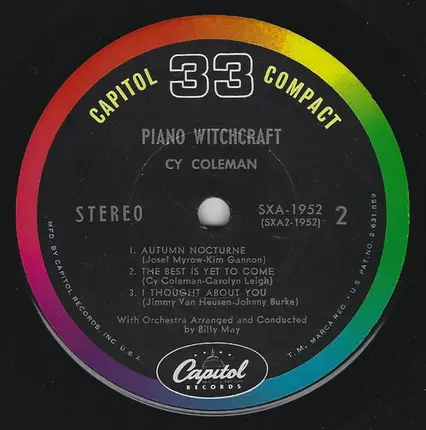 CAPITOL 33 COMPACT
PIANO WITCHCRAFT
CY COLEMAN
STEREO
SXA-1952
(SXA2-1952)
2
1. AUTUMN NOCTURNE
(Josef Myrow-Kim Gannon)
2. THE BEST IS YET TO COME
(Cy Coleman-Carolyn Leigh)
3. I THOUGHT ABOUT YOU
(Jimmy Van Heusen-Johnny Burke)
With Orchestra Arranged and Conducted
by Billy May
Capitol
RECORDS
MFD. BY CAPITOL RECORDS, INC. U.S.A.
T.M. MARCA REG. • U.S. PAT. NO. 2,631,859